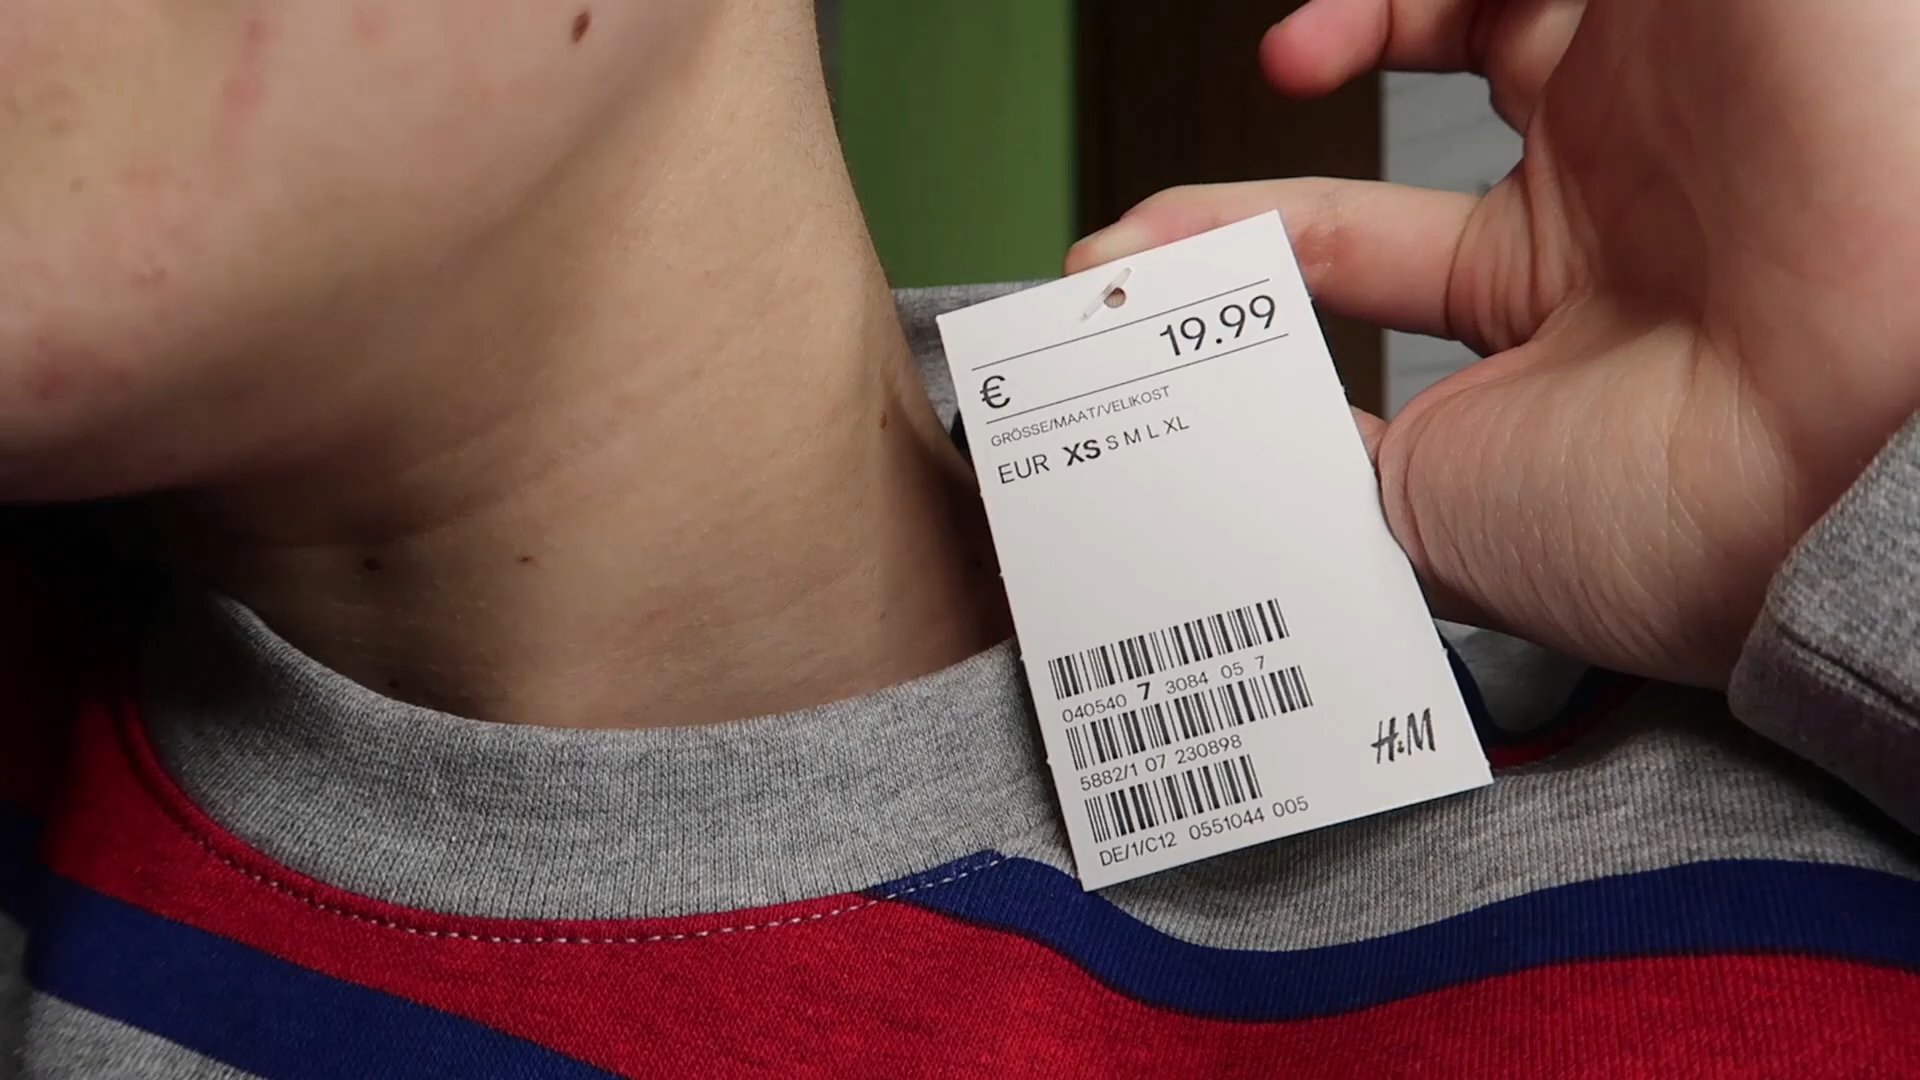 19.99
€
GRÖSSE/MAAT/VELIKOST
EUR XS S M L XL
040540 7 3084 05 7
5882/1 07 230898
DE/1/C12 0551044 005
H&M